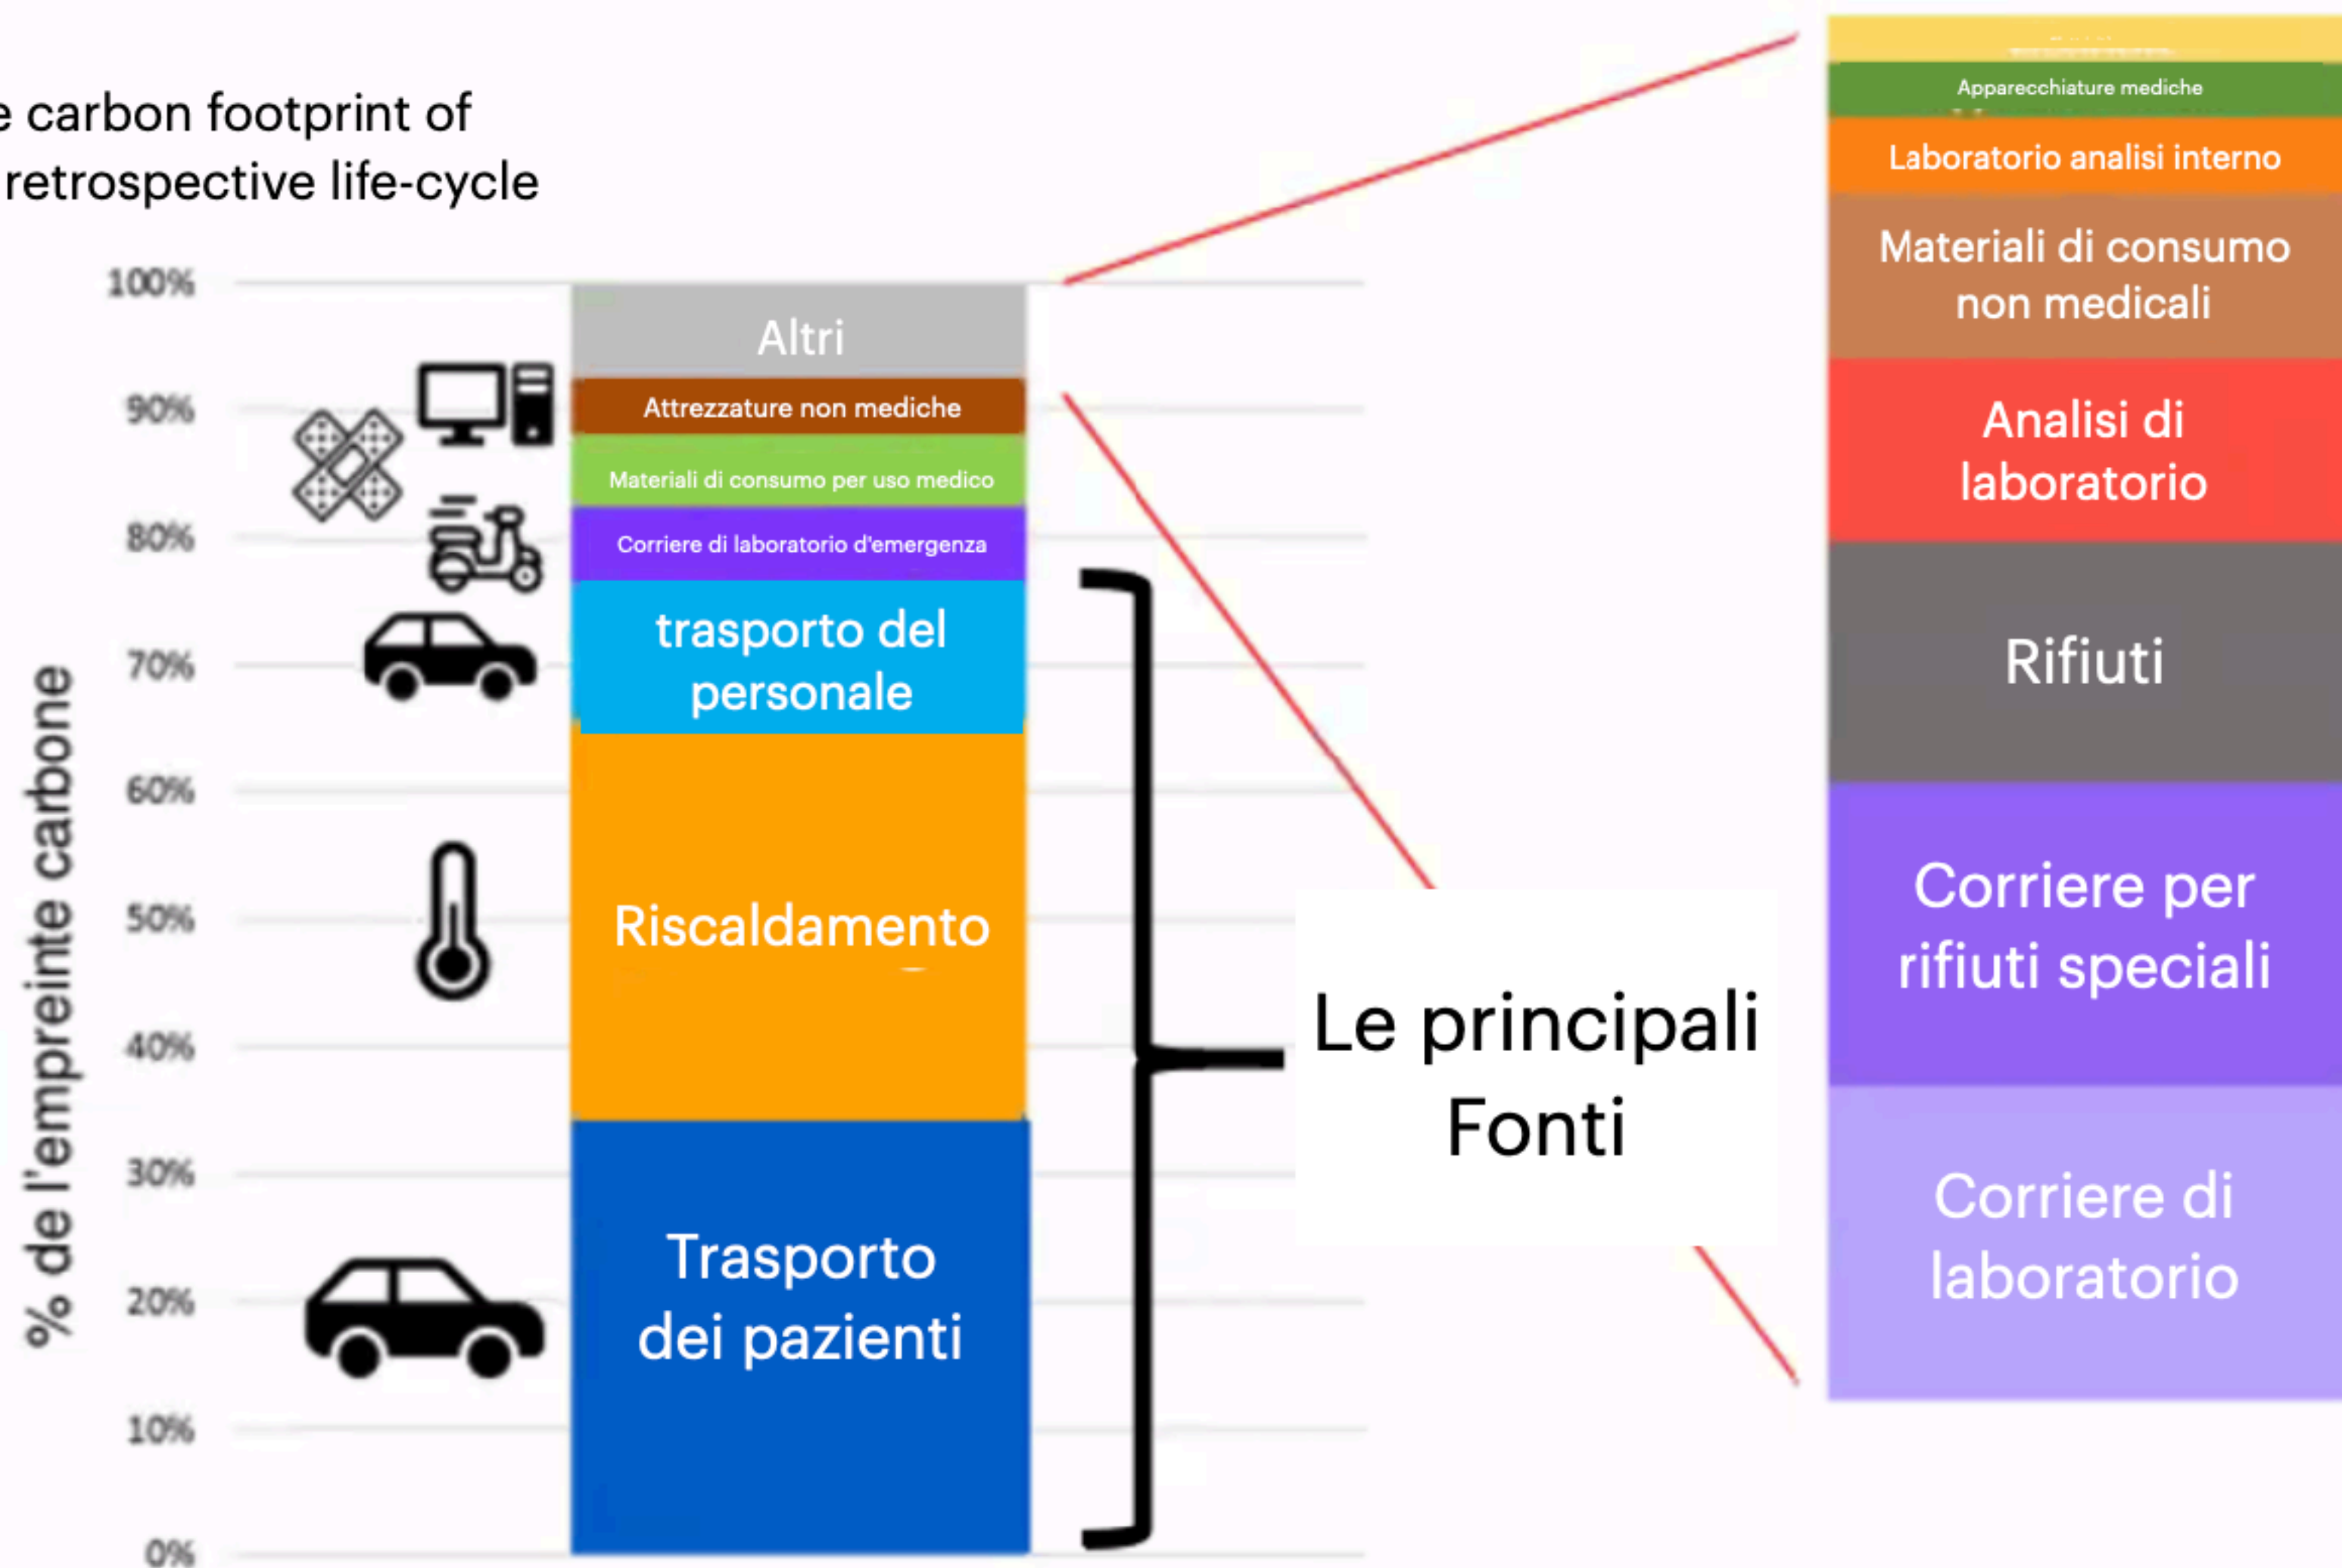 e carbon footprint of
retrospective life-cycle
% de l'empreinte carbone
100%
90%
80%
70%
60%
50%
40%
30%
20%
10%
0%
Altri
Attrezzature non mediche
Materiali di consumo per uso medico
Corriere di laboratorio d'emergenza
trasporto del
personale
Riscaldamento
Trasporto
dei pazienti
Le principali
Fonti
Apparecchiature mediche
Laboratorio analisi interno
Materiali di consumo
non medicali
Analisi di
laboratorio
Rifiuti
Corriere per
rifiuti speciali
Corriere di
laboratorio